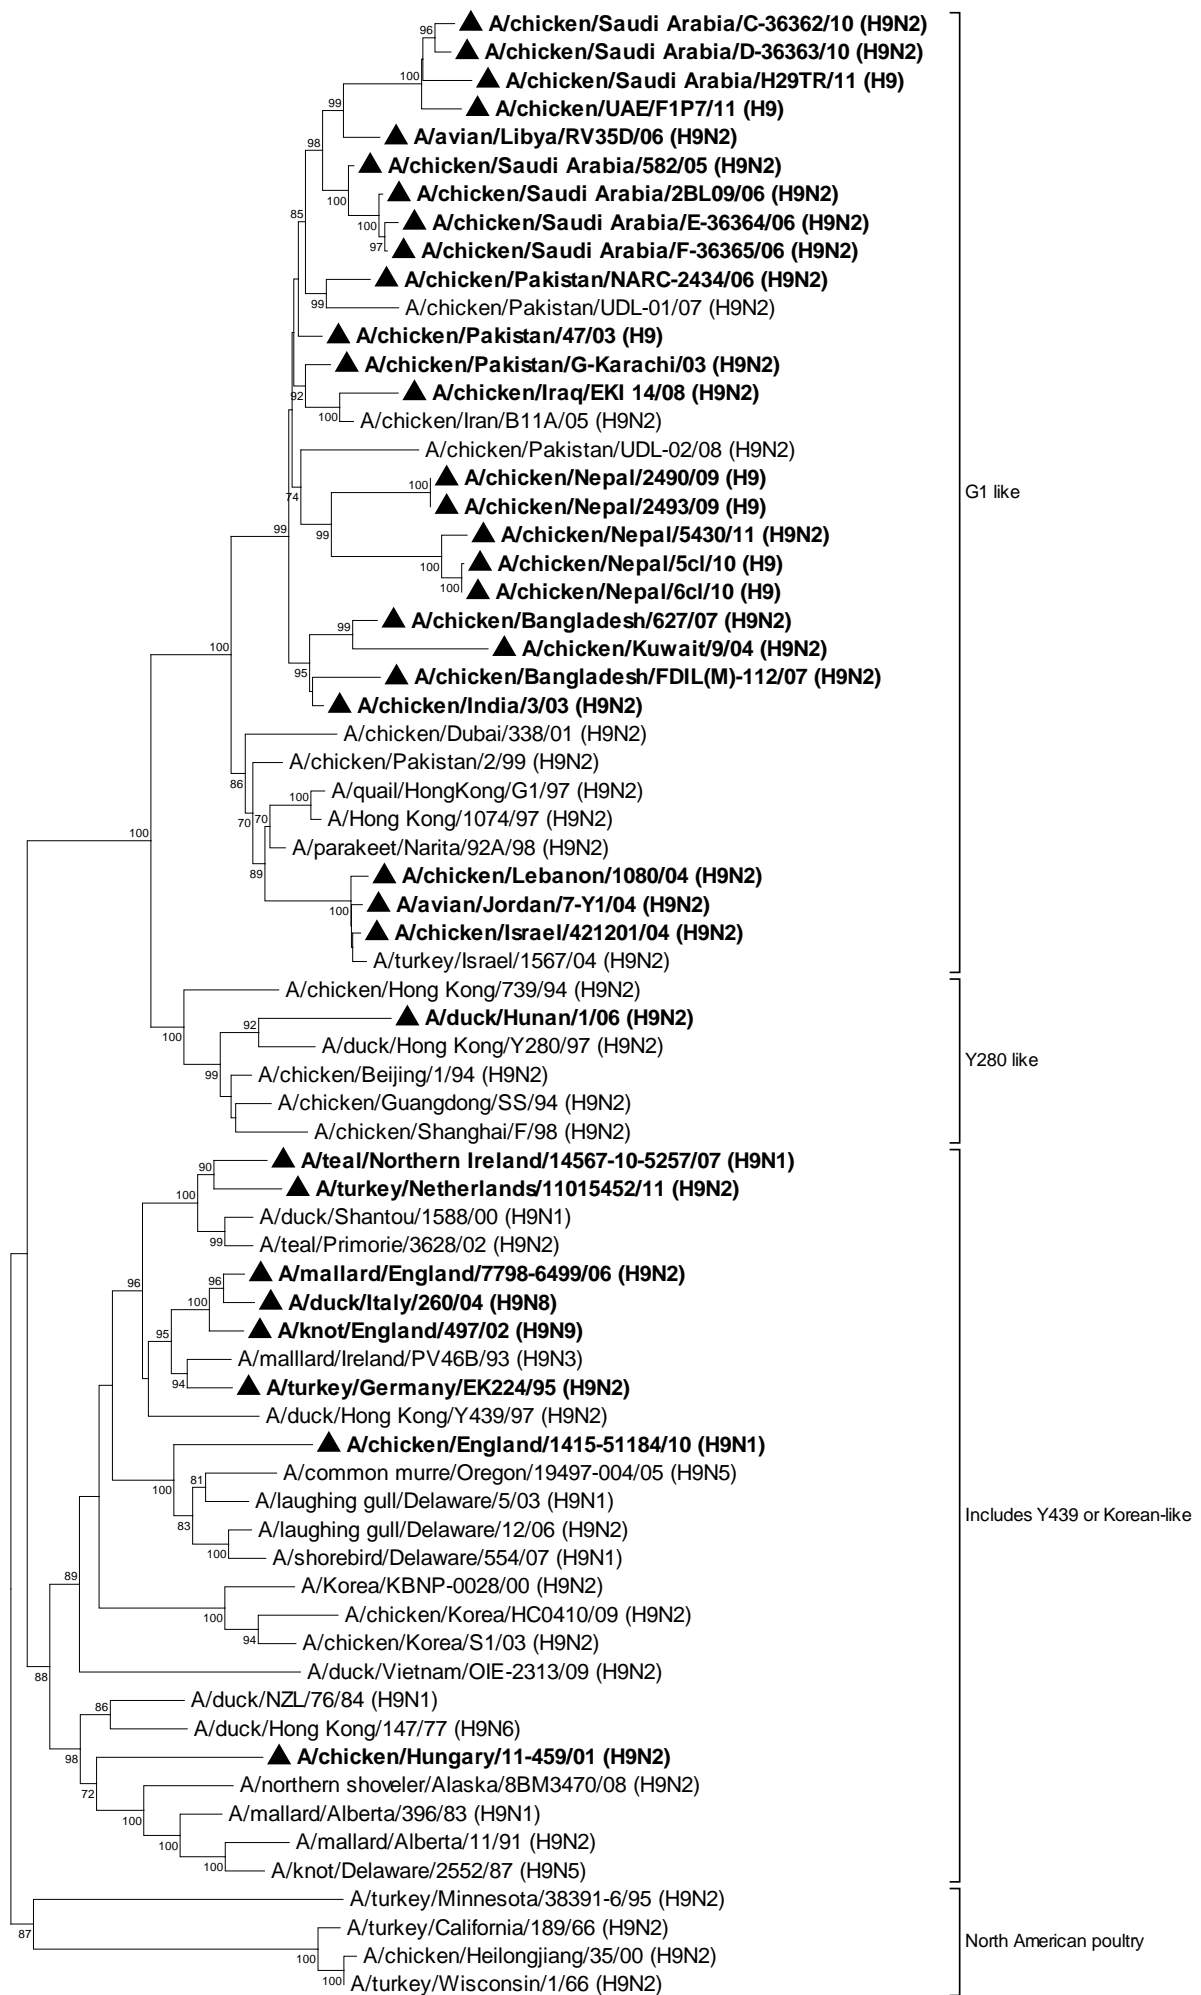 A/chicken/Saudi Arabia/C-36362/10 (H9N2)
96
A/chicken/Saudi Arabia/D-36363/10 (H9N2)
100
A/chicken/Saudi Arabia/H29TR/11 (H9)
99
A/chicken/UAE/F1P7/11 (H9)
A/avian/Libya/RV35D/06 (H9N2)
98
A/chicken/Saudi Arabia/582/05 (H9N2)
A/chicken/Saudi Arabia/2BL09/06 (H9N2)
100
85
100
A/chicken/Saudi Arabia/E-36364/06 (H9N2)
97
A/chicken/Saudi Arabia/F-36365/06 (H9N2)
A/chicken/Pakistan/NARC-2434/06 (H9N2)
99
A/chicken/Pakistan/UDL-01/07 (H9N2)
A/chicken/Pakistan/47/03 (H9)
A/chicken/Pakistan/G-Karachi/03 (H9N2)
92
A/chicken/Iraq/EKI 14/08 (H9N2)
100
A/chicken/Iran/B11A/05 (H9N2)
A/chicken/Pakistan/UDL-02/08 (H9N2)
A/chicken/Nepal/2490/09 (H9)
100
G1 like
74
A/chicken/Nepal/2493/09 (H9)
99
99
A/chicken/Nepal/5430/11 (H9N2)
100
A/chicken/Nepal/5cl/10 (H9)
100
A/chicken/Nepal/6cl/10 (H9)
A/chicken/Bangladesh/627/07 (H9N2)
99
100
A/chicken/Kuwait/9/04 (H9N2)
95
A/chicken/Bangladesh/FDIL(M)-112/07 (H9N2)
A/chicken/India/3/03 (H9N2)
A/chicken/Dubai/338/01 (H9N2)
86
A/chicken/Pakistan/2/99 (H9N2)
A/quail/HongKong/G1/97 (H9N2)
100
70
70
A/Hong Kong/1074/97 (H9N2)
100
A/parakeet/Narita/92A/98 (H9N2)
89
A/chicken/Lebanon/1080/04 (H9N2)
100
A/avian/Jordan/7-Y1/04 (H9N2)
A/chicken/Israel/421201/04 (H9N2)
A/turkey/Israel/1567/04 (H9N2)
A/chicken/Hong Kong/739/94 (H9N2)
A/duck/Hunan/1/06 (H9N2)
92
100
A/duck/Hong Kong/Y280/97 (H9N2)
Y280 like
99
A/chicken/Beijing/1/94 (H9N2)
A/chicken/Guangdong/SS/94 (H9N2)
A/chicken/Shanghai/F/98 (H9N2)
A/teal/Northern Ireland/14567-10-5257/07 (H9N1)
90
100
A/turkey/Netherlands/11015452/11 (H9N2)
A/duck/Shantou/1588/00 (H9N1)
99
A/teal/Primorie/3628/02 (H9N2)
A/mallard/England/7798-6499/06 (H9N2)
96
96
100
A/duck/Italy/260/04 (H9N8)
A/knot/England/497/02 (H9N9)
95
A/malllard/Ireland/PV46B/93 (H9N3)
94
A/turkey/Germany/EK224/95 (H9N2)
A/duck/Hong Kong/Y439/97 (H9N2)
A/chicken/England/1415-51184/10 (H9N1)
A/common murre/Oregon/19497-004/05 (H9N5)
81
100
A/laughing gull/Delaware/5/03 (H9N1)
Includes Y439 or Korean-like
83
A/laughing gull/Delaware/12/06 (H9N2)
100
A/shorebird/Delaware/554/07 (H9N1)
89
A/Korea/KBNP-0028/00 (H9N2)
100
A/chicken/Korea/HC0410/09 (H9N2)
94
A/chicken/Korea/S1/03 (H9N2)
88
A/duck/Vietnam/OIE-2313/09 (H9N2)
A/duck/NZL/76/84 (H9N1)
86
A/duck/Hong Kong/147/77 (H9N6)
98
A/chicken/Hungary/11-459/01 (H9N2)
72
A/northern shoveler/Alaska/8BM3470/08 (H9N2)
100
A/mallard/Alberta/396/83 (H9N1)
100
A/mallard/Alberta/11/91 (H9N2)
100
A/knot/Delaware/2552/87 (H9N5)
A/turkey/Minnesota/38391-6/95 (H9N2)
87
A/turkey/California/189/66 (H9N2)
North American poultry
100
A/chicken/Heilongjiang/35/00 (H9N2)
100
A/turkey/Wisconsin/1/66 (H9N2)